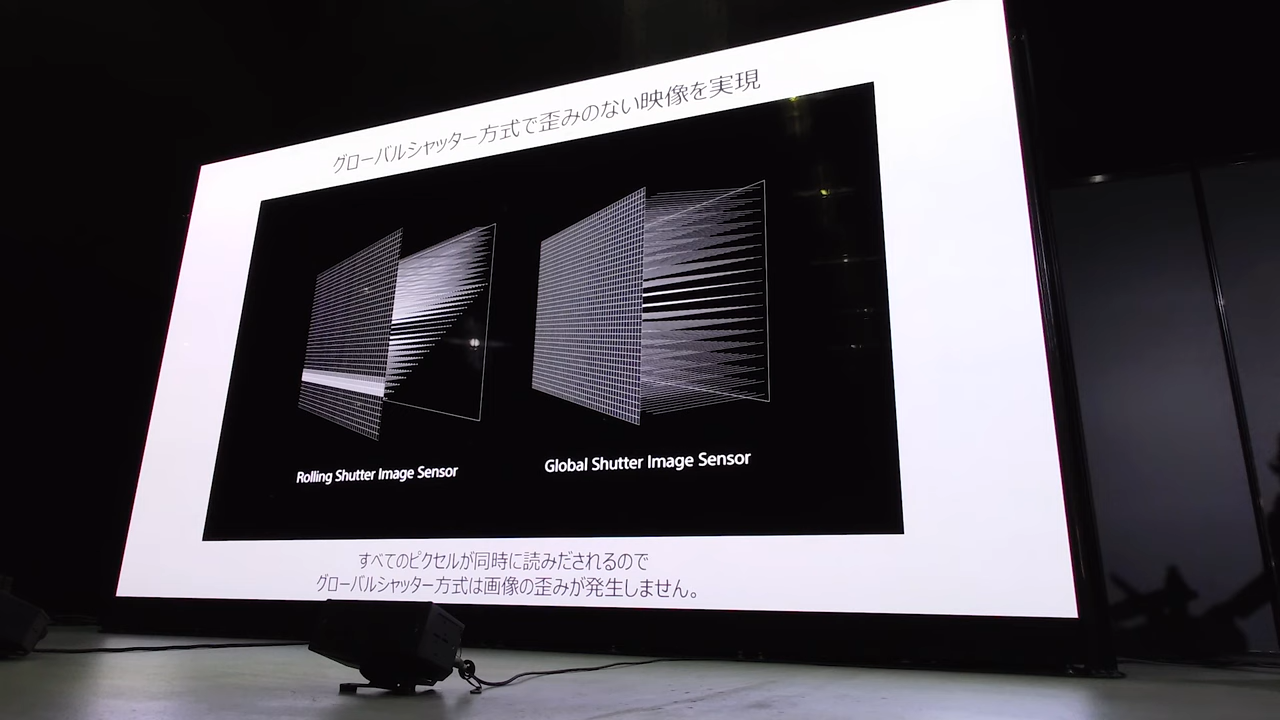 グローバルシャッター方式で歪みのない映像を実現
Rolling Shutter Image Sensor
Global Shutter Image Sensor
すべてのピクセルが同時に読みだされるので
グローバルシャッター方式は画像の歪みが発生しません。